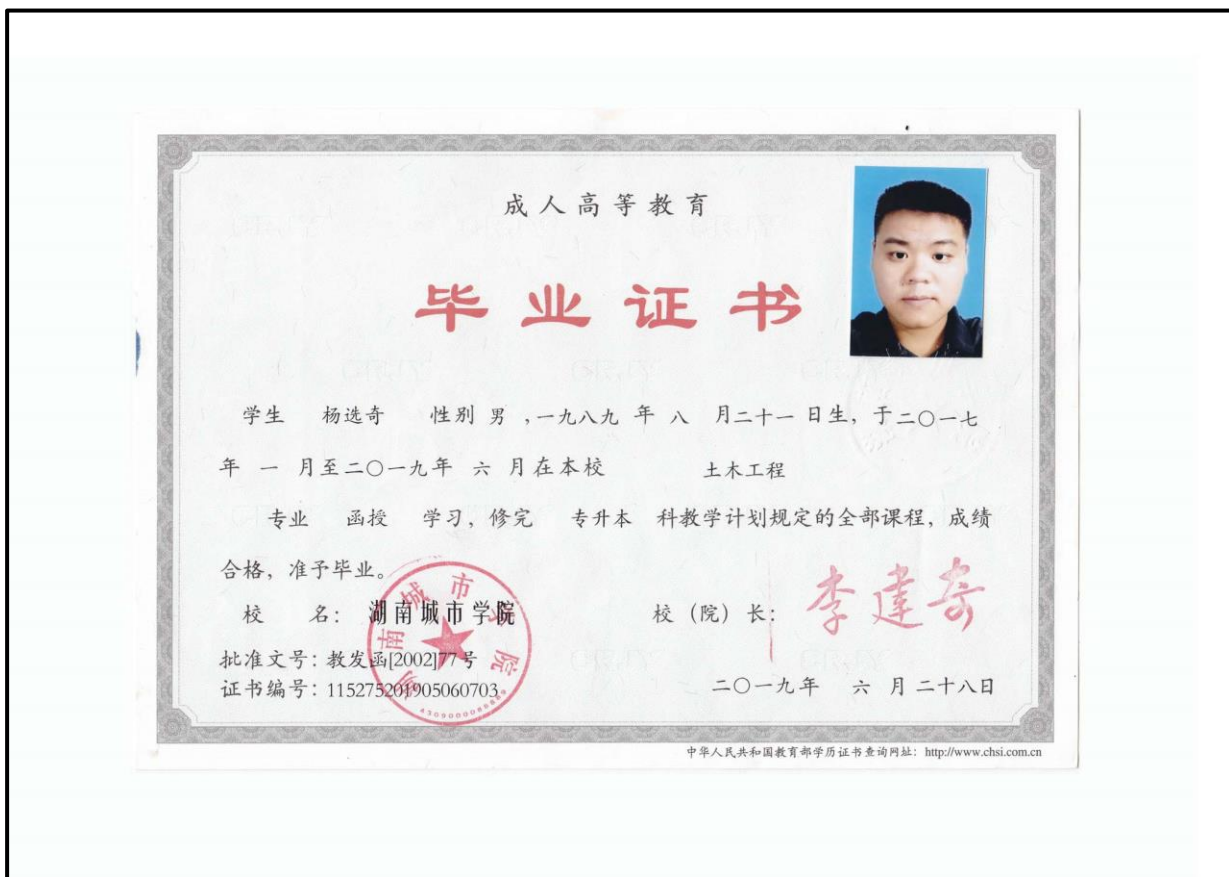 成人高等教育
毕业证书
学生 杨选奇 性别 男 ,一九八九 年 八 月二十一 日生, 于二〇一七
年 一 月至二〇一九年 六 月在本校 土木工程
专业 函授 学习, 修完 专升本 科教学计划规定的全部课程, 成绩
合格, 准予毕业。
校 名: 湖南城市学院 校 (院) 长: 李建奇
批准文号: 教发函[2002]77号
证书编号: 115275201905060703 二〇一九年 六 月 二十八日
湖南城市学院
中华人民共和国教育部学历证书查询网址: http://www.chsi.com.cn